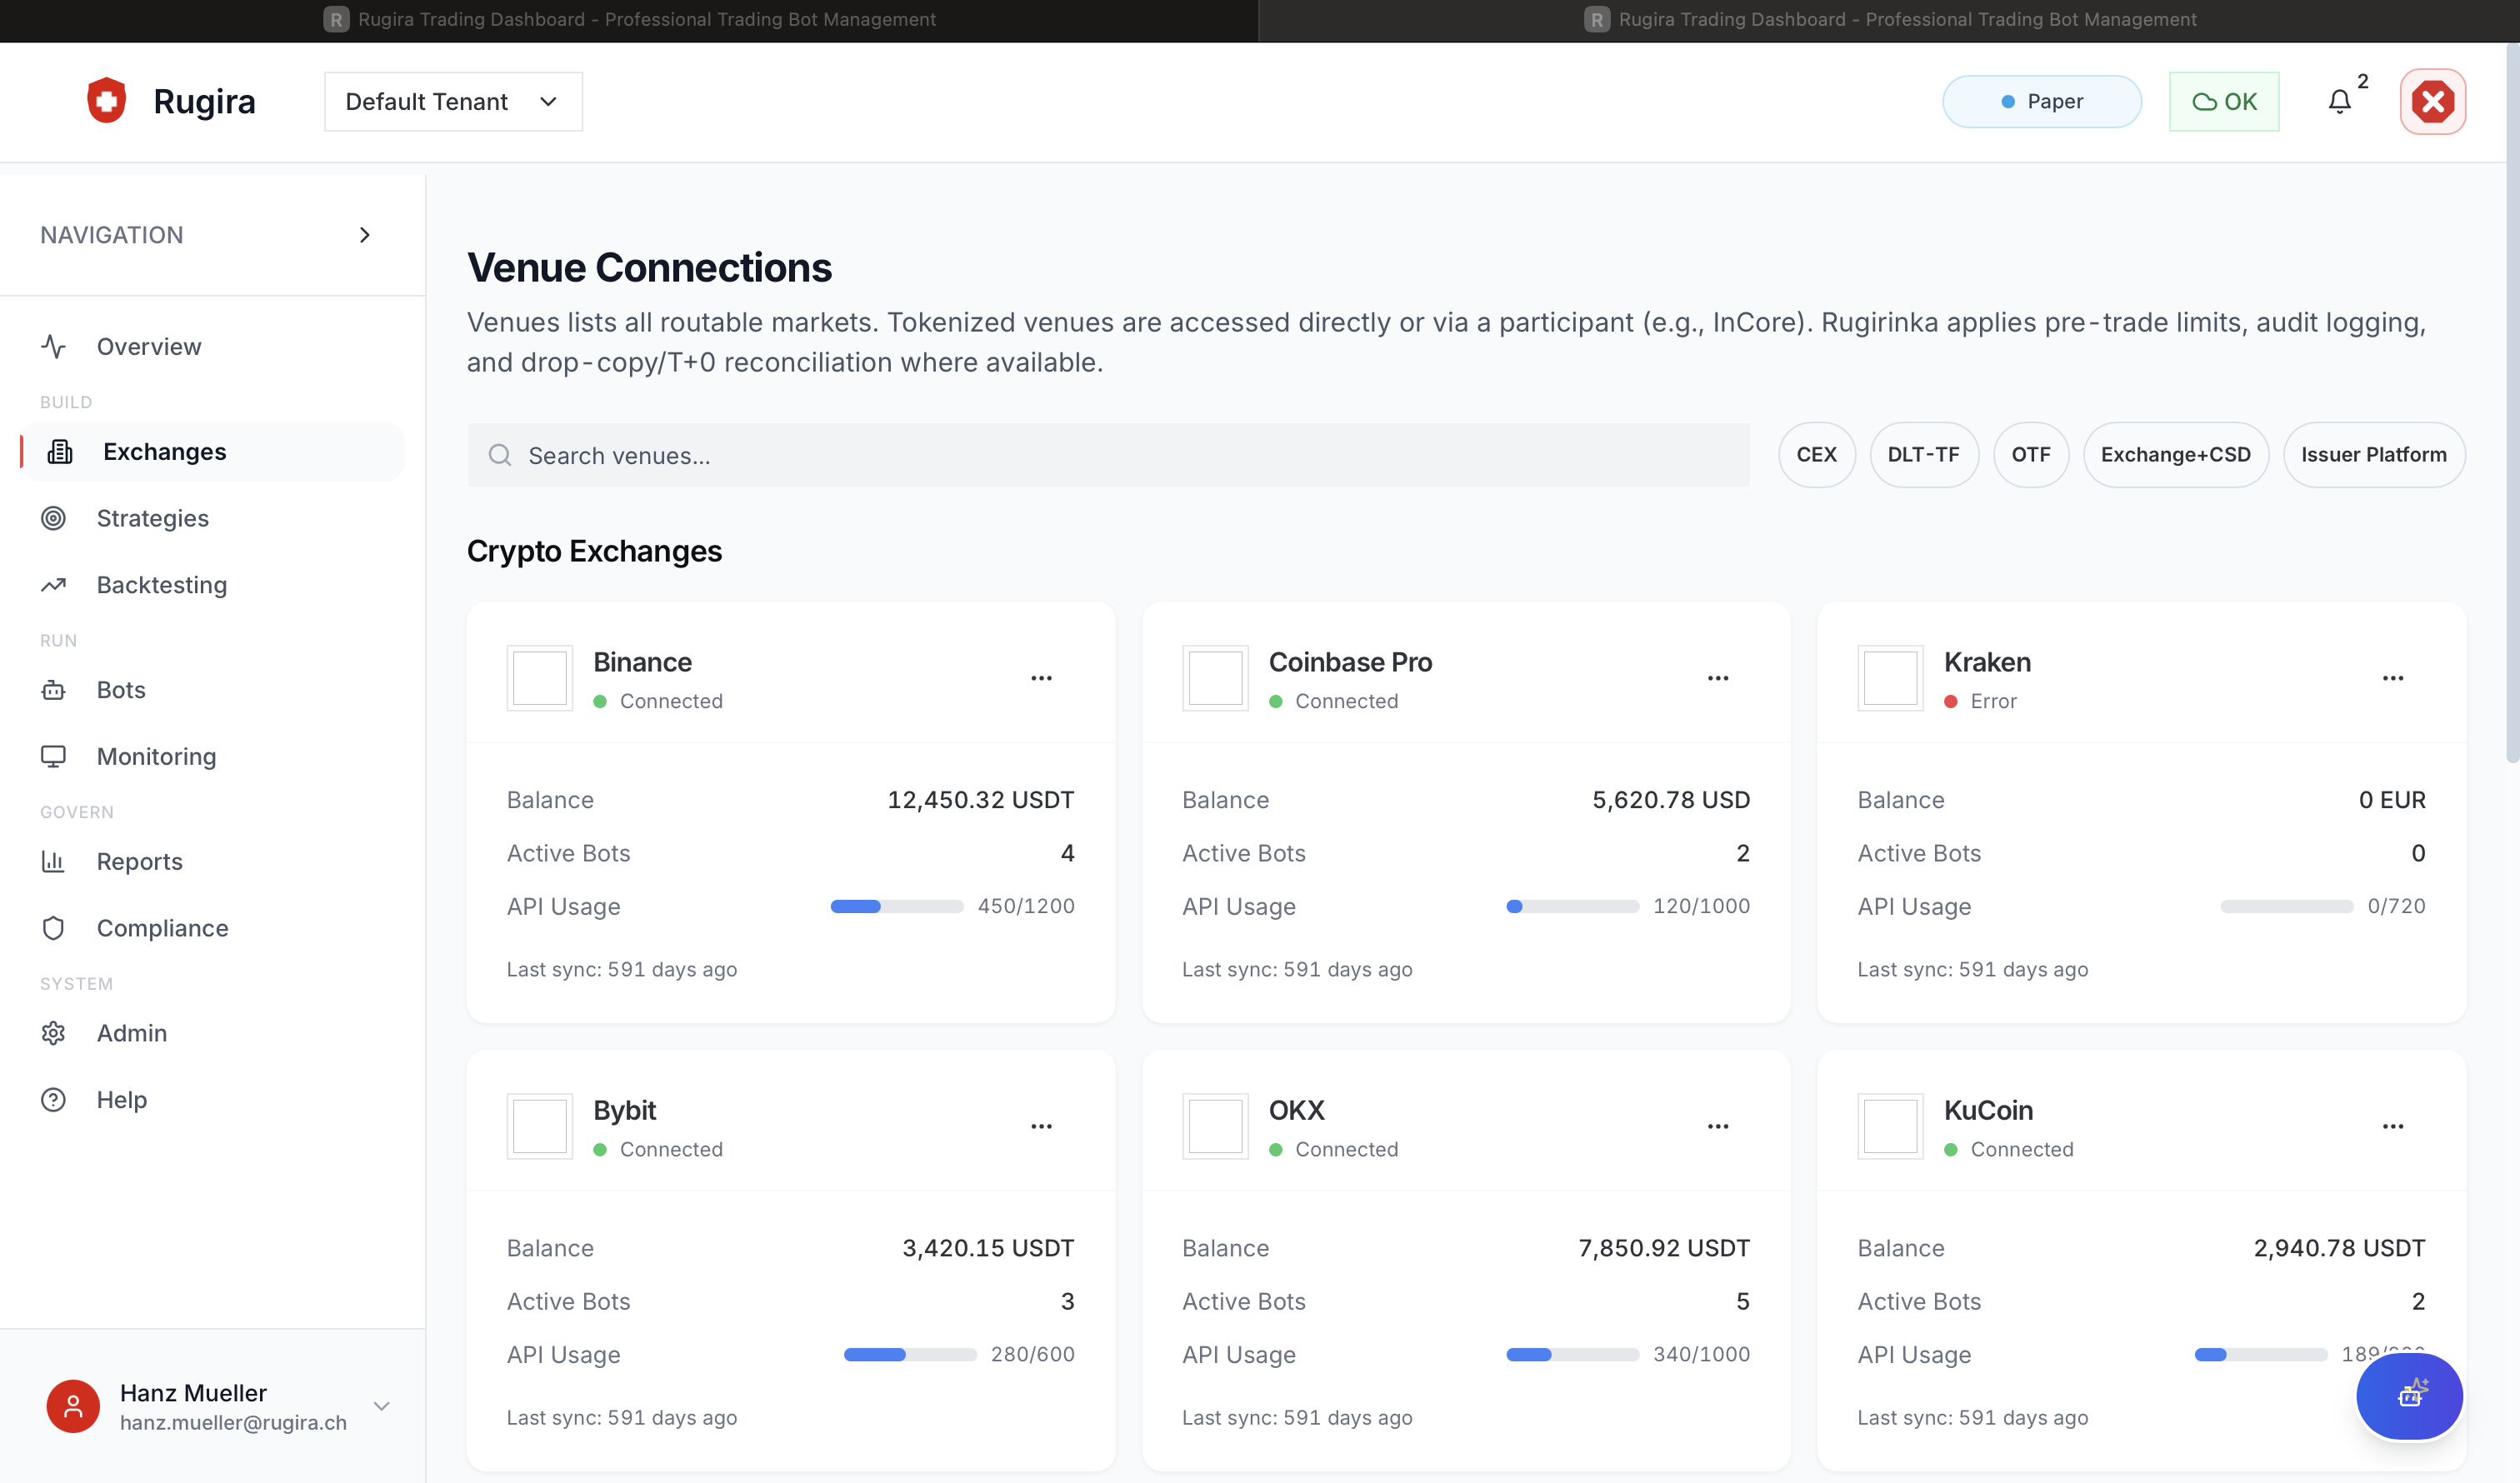 R Rugira Trading Dashboard - Professional Trading Bot Management
R Rugira Trading Dashboard - Professional Trading Bot Management
Rugira
Default Tenant
Paper
OK
2
NAVIGATION
Overview
BUILD
Exchanges
Strategies
Backtesting
RUN
Bots
Monitoring
GOVERN
Reports
Compliance
SYSTEM
Admin
Help
Hanz Mueller
hanz.mueller@rugira.ch
Venue Connections
Venues lists all routable markets. Tokenized venues are accessed directly or via a participant (e.g., InCore). Rugirinka applies pre-trade limits, audit logging,
and drop-copy/T+0 reconciliation where available.
Search venues...
CEX
DLT-TF
OTF
Exchange+CSD
Issuer Platform
Crypto Exchanges
Binance
Connected
Balance 12,450.32 USDT
Active Bots 4
API Usage 450/1200
Last sync: 591 days ago
Coinbase Pro
Connected
Balance 5,620.78 USD
Active Bots 2
API Usage 120/1000
Last sync: 591 days ago
Kraken
Error
Balance 0 EUR
Active Bots 0
API Usage 0/720
Last sync: 591 days ago
Bybit
Connected
Balance 3,420.15 USDT
Active Bots 3
API Usage 280/600
Last sync: 591 days ago
OKX
Connected
Balance 7,850.92 USDT
Active Bots 5
API Usage 340/1000
Last sync: 591 days ago
KuCoin
Connected
Balance 2,940.78 USDT
Active Bots 2
API Usage
Last sync: 591 days ago